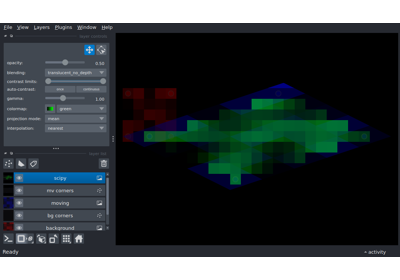 File View Layers Plugins Window Help
layer controls
opacity: 0.50
blending: translucent_no_depth
contrast limits:
auto-contrast: once continuous
gamma: 1.00
colormap: green
projection mode: mean
interpolation: nearest
layer list
scipy
mv corners
moving
bg corners
background
Ready
activity